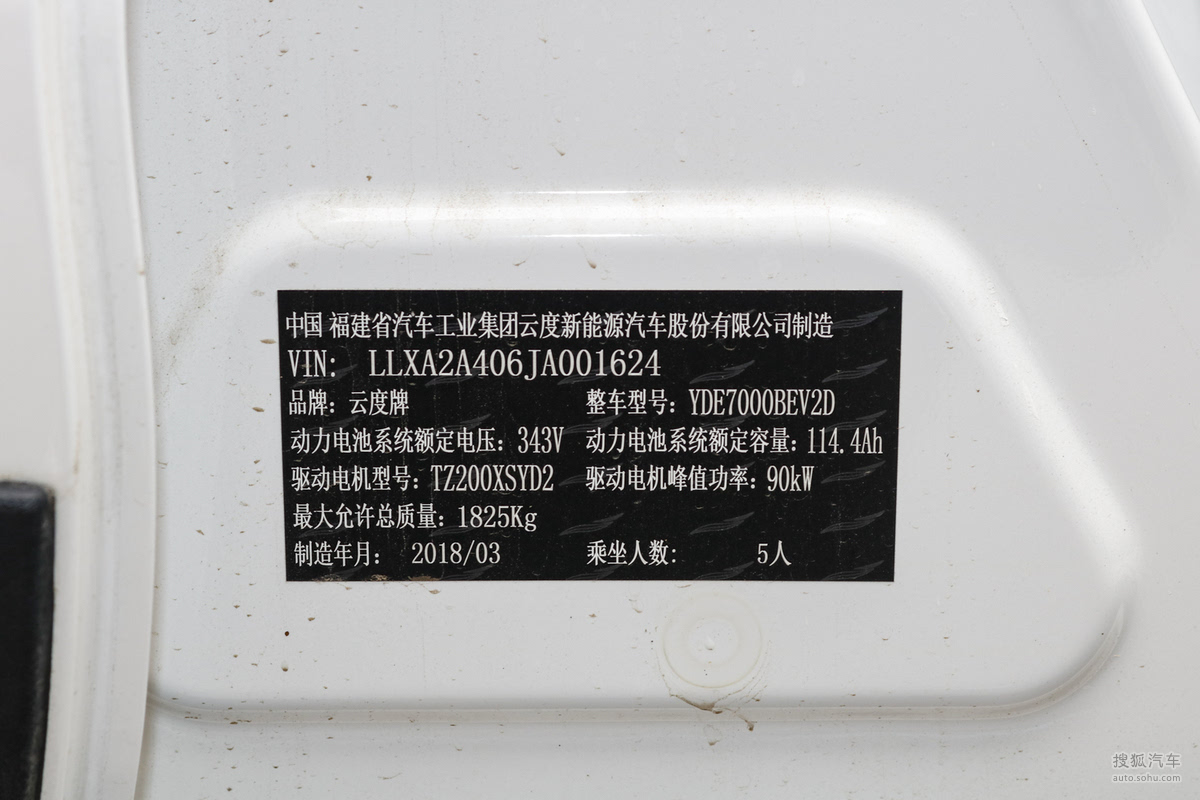 中国 福建省汽车工业集团云度新能源汽车股份有限公司制造
VIN: LLXA2A406JA001624
品牌: 云度牌 整车型号: YDE7000BEV2D
动力电池系统额定电压: 343V 动力电池系统额定容量: 114.4Ah
驱动电机型号: TZ200XSYD2 驱动电机峰值功率: 90kW
最大允许总质量: 1825Kg
制造年月: 2018/03 乘坐人数: 5人
搜狐汽车
auto.sohu.com